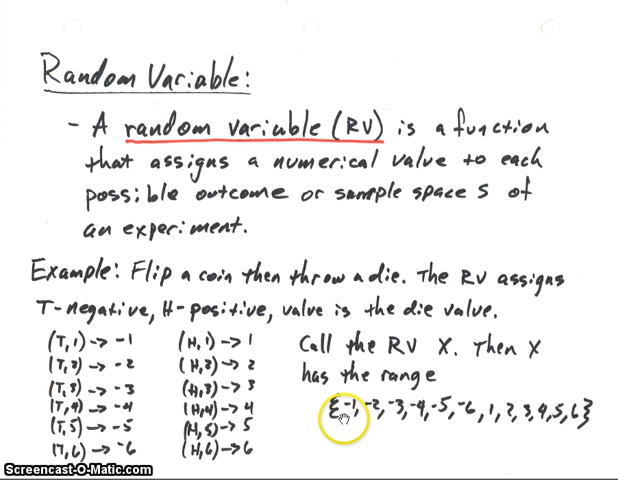 Random Variable:
- A random variable (RV) is a function
that assigns a numerical value to each
possible outcome or sample space S of
an experiment.
Example: Flip a coin then throw a die. The RV assigns
T-negative, H-positive, value is the die value.
(T,1) -> -1
(T,2) -> -2
(T,3) -> -3
(T,4) -> -4
(T,5) -> -5
(T,6) -> -6
(H,1) -> 1
(H,2) -> 2
(H,3) -> 3
(H,4) -> 4
(H,5) -> 5
(H,6) -> 6
Call the RV X. Then X
has the range
{-1, -2, -3, -4, -5, -6, 1, 2, 3, 4, 5, 6}
Screencast-O-Matic.com